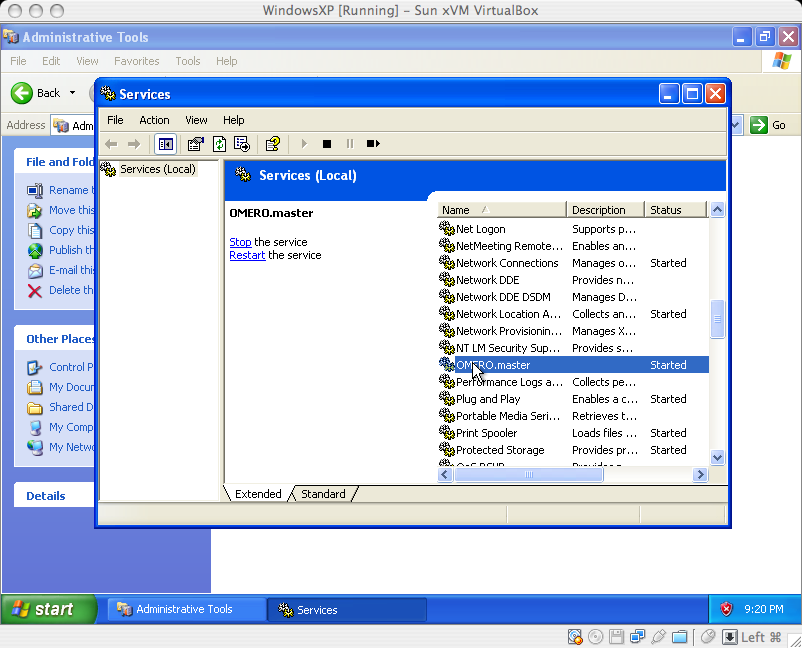 WindowsXP [Running] – Sun xVM VirtualBox
Administrative Tools
File Edit View Favorites Tools Help
Back
Address Adm Go
Services
File Action View Help
Services (Local)
Services (Local)
File and Fold
Rename t
Move this
Copy this
Publish th
E-mail this
Delete th
Other Places
Control P
My Docum
Shared D
My Comp
My Netwo
Details
OMERO.master
Stop the service
Restart the service
Name Description Status
Net Logon Supports p...
NetMeeting Remote... Enables an...
Network Connections Manages o... Started
Network DDE Provides n...
Network DDE DSDM Manages D...
Network Location A... Collects an... Started
Network Provisionin... Manages X...
NT LM Security Sup... Provides s...
OMERO.master Started
Performance Logs a... Collects pe...
Plug and Play Enables a c... Started
Portable Media Seri... Retrieves t...
Print Spooler Loads files ... Started
Protected Storage Provides pr... Started
QoS RSVP Provides n...
Extended Standard
start Administrative Tools Services 9:20 PM
Left ⌘